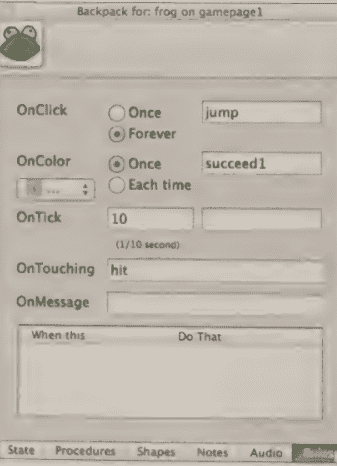 Backpack for: frog on gamepage1
OnClick Once jump
Forever
OnColor Once succeed1
... Each time
OnTick 10
(1/10 second)
OnTouching hit
OnMessage
When this Do That
State Procedures Shapes Notes Audio Rules